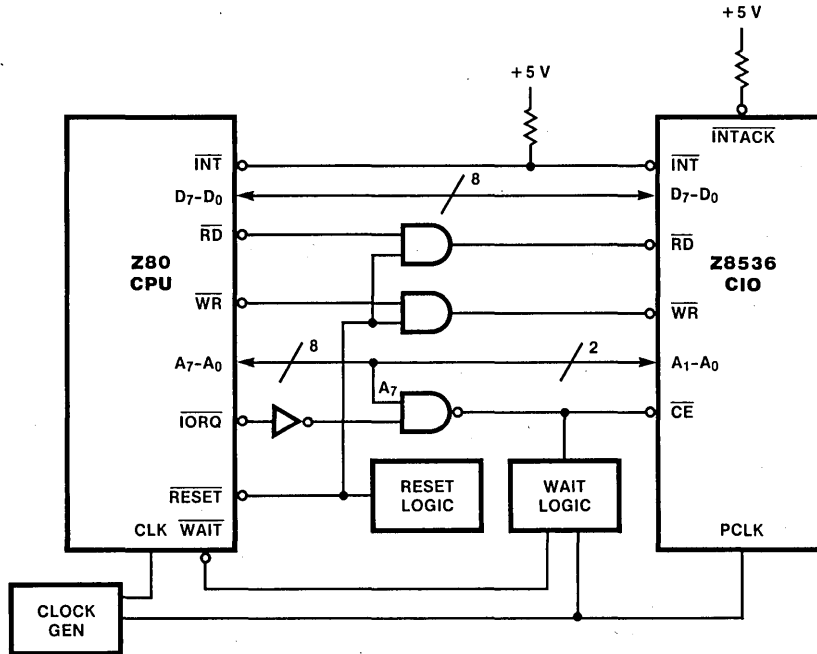 +5 V
+5 V
INTACK
INT
INT
8
D7-D0
D7-D0
RD
RD
Z80
CPU
Z8536
CIO
WR
WR
8
2
A7-A0
A1-A0
A7
IORQ
CE
RESET
RESET
LOGIC
WAIT
LOGIC
CLK
WAIT
PCLK
CLOCK
GEN